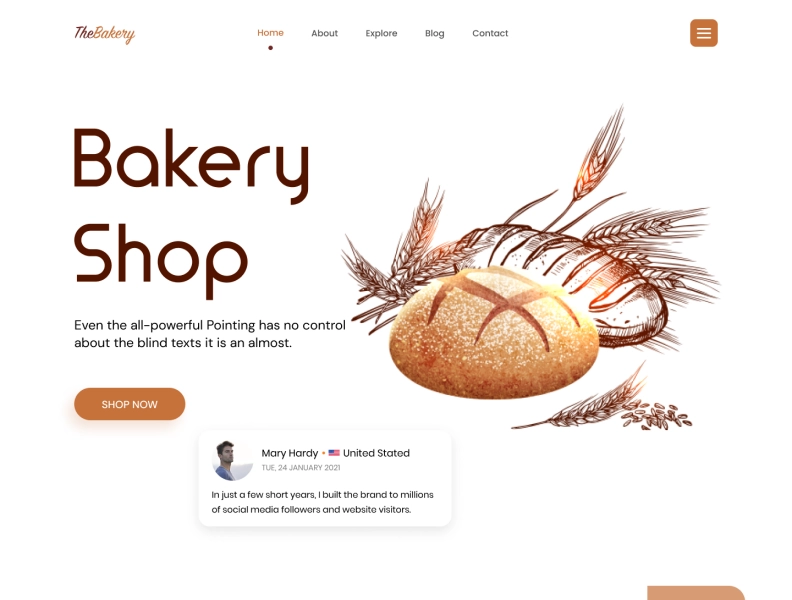 TheBakery
Home About Explore Blog Contact
Bakery
Shop
Even the all-powerful Pointing has no control
about the blind texts it is an almost.
SHOP NOW
Mary Hardy • United Stated
TUE, 24 JANUARY 2021
In just a few short years, I built the brand to millions
of social media followers and website visitors.